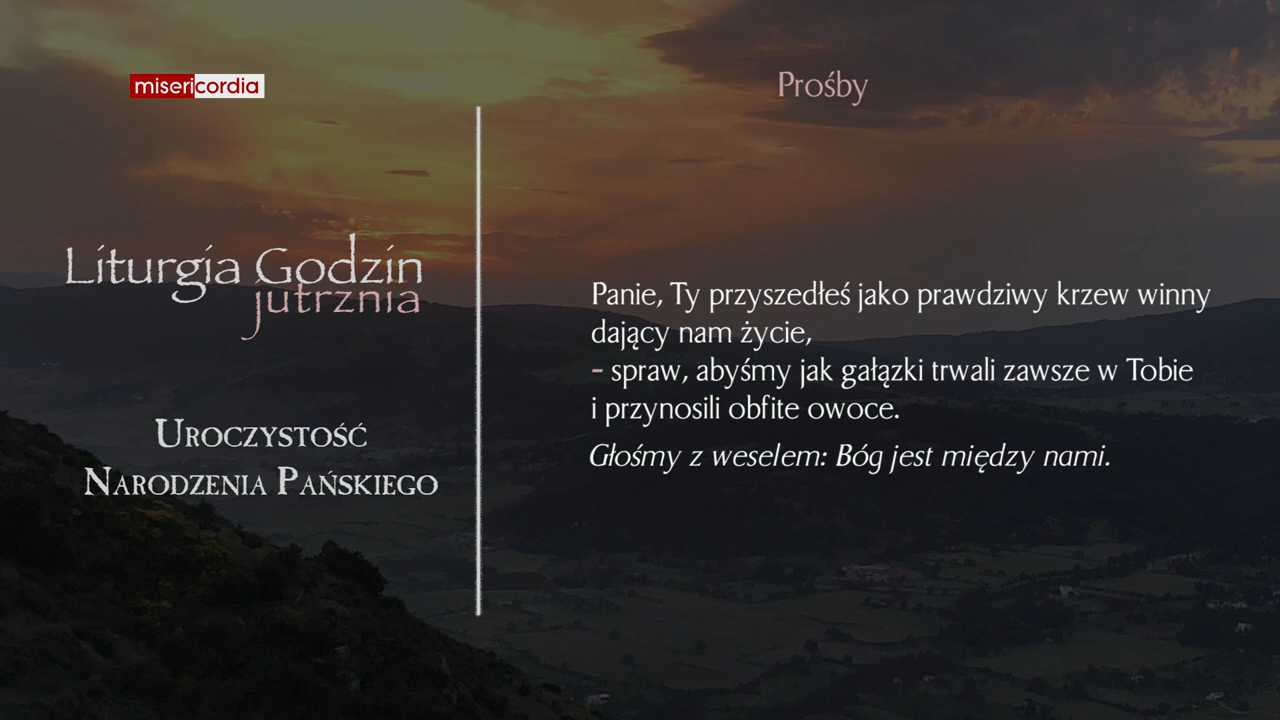 misericordia
Liturgia Godzin
jutrznia
Uroczystość
Narodzenia Pańskiego
Prośby
Panie, Ty przyszedłeś jako prawdziwy krzew winny
dający nam życie,
- spraw, abyśmy jak gałązki trwali zawsze w Tobie
i przynosili obfite owoce.
Głośmy z weselem: Bóg jest między nami.